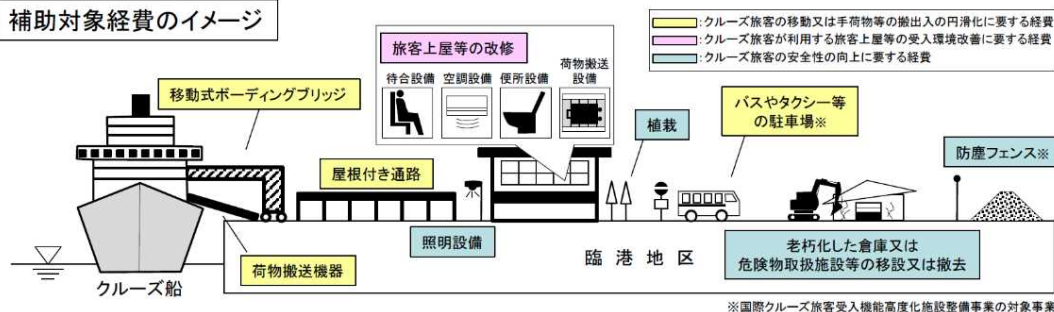 補助対象経費のイメージ
:クルーズ旅客の移動又は手荷物等の搬出入の円滑化に要する経費
:クルーズ旅客が利用する旅客上屋等の受入環境改善に要する経費
:クルーズ旅客の安全性の向上に要する経費
旅客上屋等の改修
待合設備
空調設備
便所設備
荷物搬送
設備
移動式ボーディングブリッジ
屋根付き通路
照明設備
荷物搬送機器
クルーズ船
植栽
バスやタクシー等
の駐車場※
防塵フェンス※
臨港地区
老朽化した倉庫又は
危険物取扱施設等の移設又は撤去
※国際クルーズ旅客受入機能高度化施設整備事業の対象事業